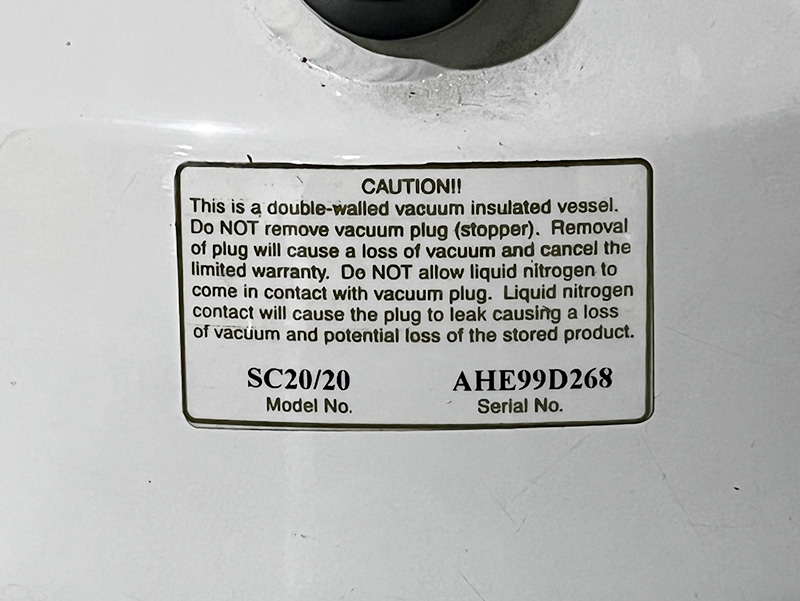 CAUTION!!
This is a double-walled vacuum insulated vessel.
Do NOT remove vacuum plug (stopper). Removal
of plug will cause a loss of vacuum and cancel the
limited warranty. Do NOT allow liquid nitrogen to
come in contact with vacuum plug. Liquid nitrogen
contact will cause the plug to leak causing a loss
of vacuum and potential loss of the stored product.
SC20/20 AHE99D268
Model No. Serial No.